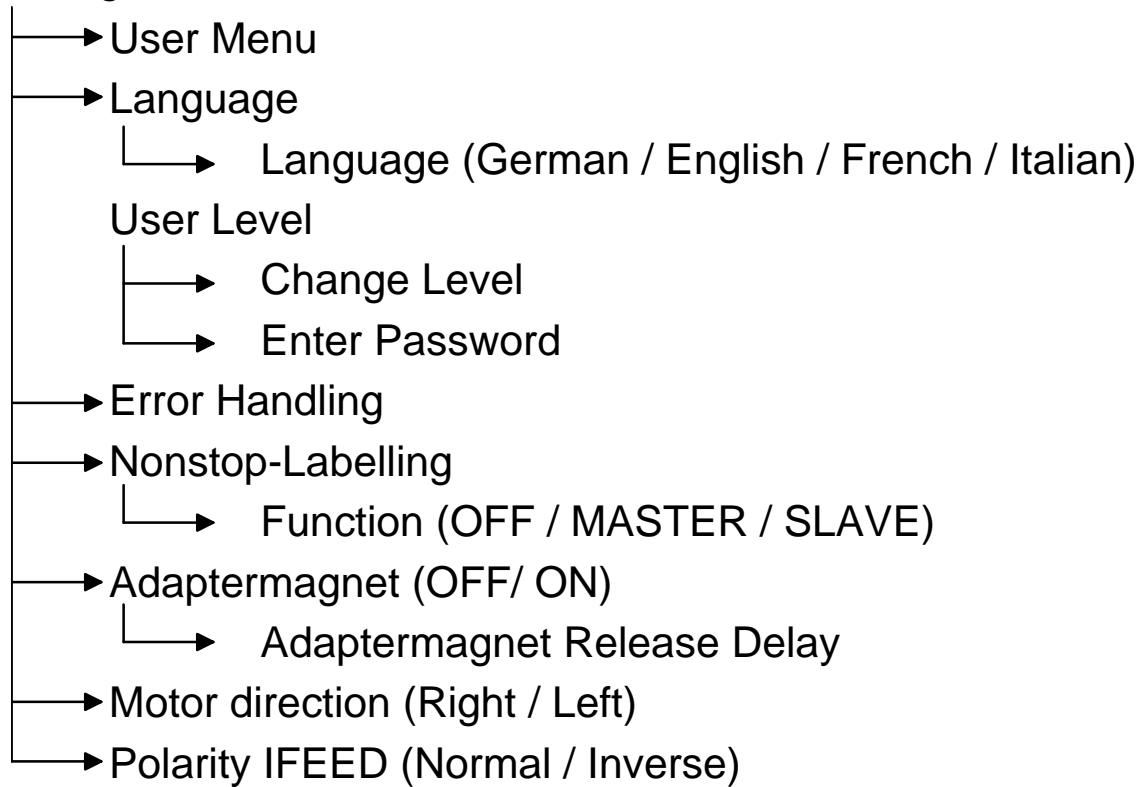 User Menu
Language
Language (German / English / French / Italian)
User Level
Change Level
Enter Password
Error Handling
Nonstop-Labelling
Function (OFF / MASTER / SLAVE)
Adaptermagnet (OFF/ ON)
Adaptermagnet Release Delay
Motor direction (Right / Left)
Polarity IFEED (Normal / Inverse)